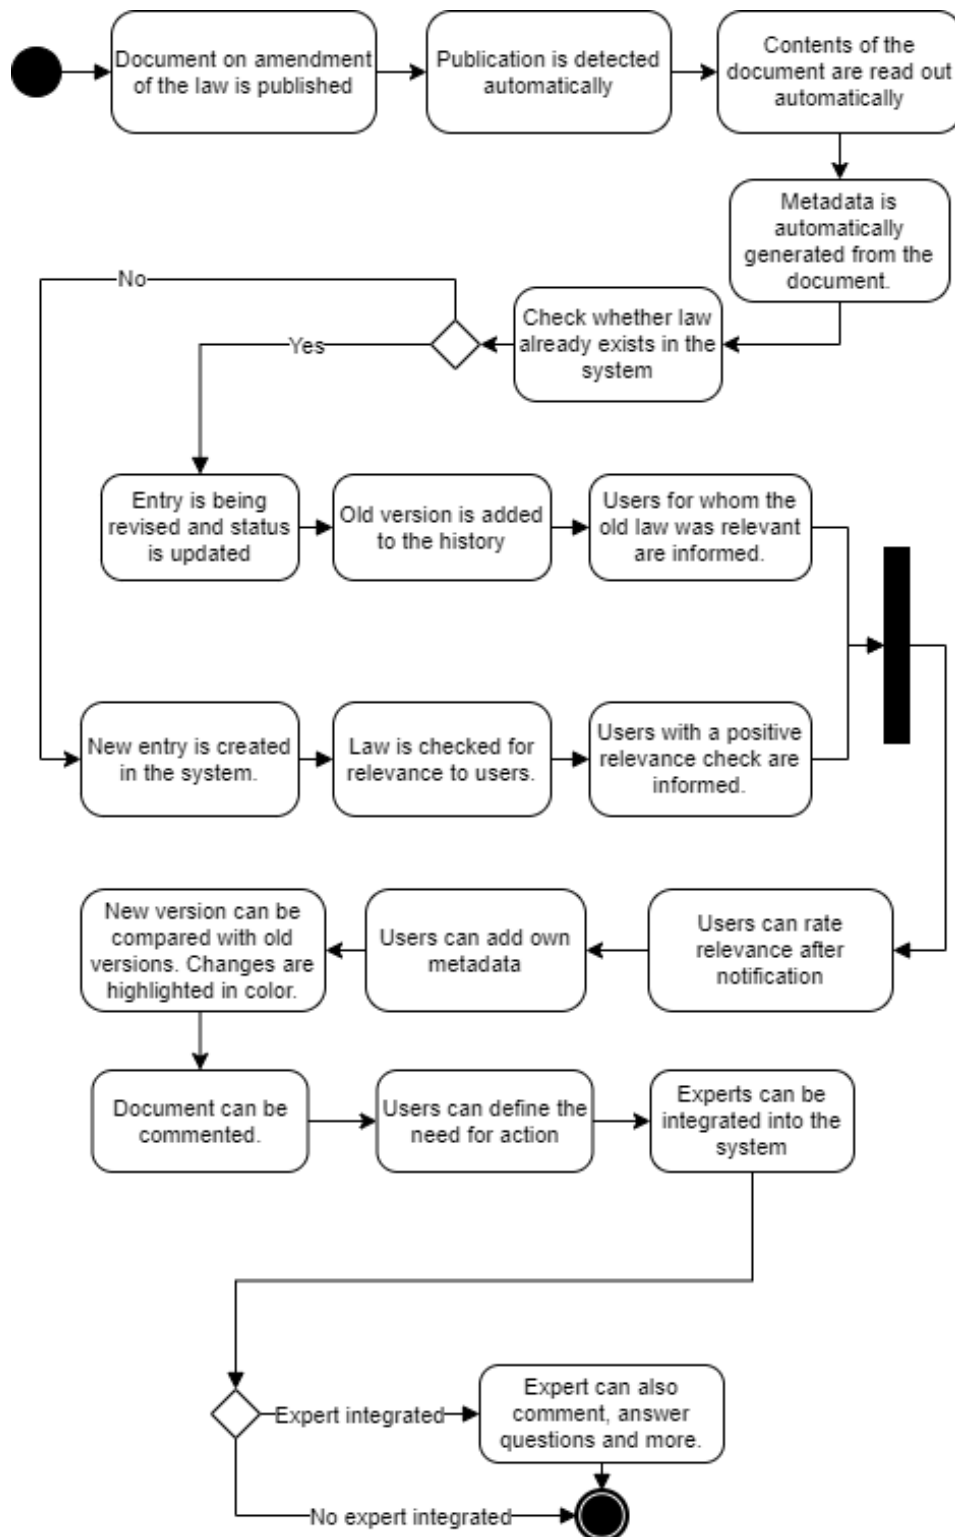 Document on amendment
of the law is published
Publication is detected
automatically
Contents of the
document are read out
automatically
Metadata is
automatically
generated from the
document.
Check whether law
already exists in the
system
No
Yes
Entry is being
revised and status
is updated
Old version is added
to the history
Users for whom the
old law was relevant
are informed.
New entry is created
in the system.
Law is checked for
relevance to users.
Users with a positive
relevance check are
informed.
Users can rate
relevance after
notification
Users can add own
metadata
New version can be
compared with old
versions. Changes are
highlighted in color.
Document can be
commented.
Users can define the
need for action
Experts can be
integrated into the
system
Expert integrated
Expert can also
comment, answer
questions and more.
No expert integrated